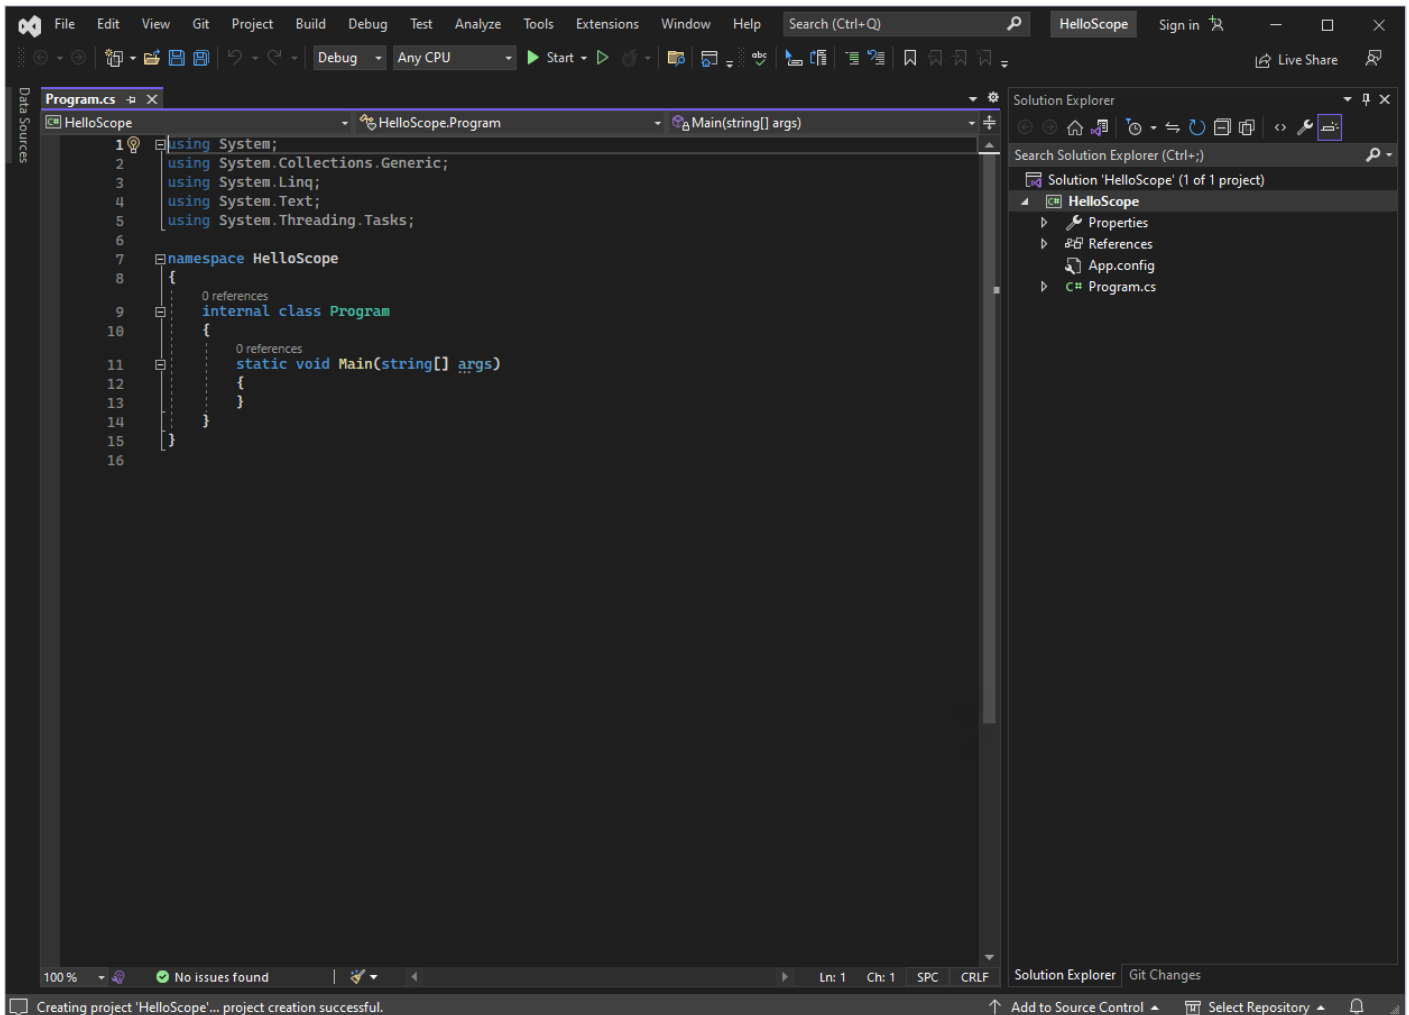 File Edit View Git Project Build Debug Test Analyze Tools Extensions Window Help Search (Ctrl+Q) HelloScope Sign in
Debug Any CPU Start Live Share
Data Sources
Program.cs
HelloScope HelloScope.Program Main(string[] args)
1 using System;
2 using System.Collections.Generic;
3 using System.Linq;
4 using System.Text;
5 using System.Threading.Tasks;
6
7 namespace HelloScope
8 {
0 references
9 internal class Program
10 {
0 references
11 static void Main(string[] args)
12 {
13 }
14 }
15 }
16
100 % No issues found Ln: 1 Ch: 1 SPC CRLF
Solution Explorer
Search Solution Explorer (Ctrl+;)
Solution 'HelloScope' (1 of 1 project)
C# HelloScope
Properties
References
App.config
C# Program.cs
Solution Explorer Git Changes
Creating project 'HelloScope'... project creation successful. Add to Source Control Select Repository